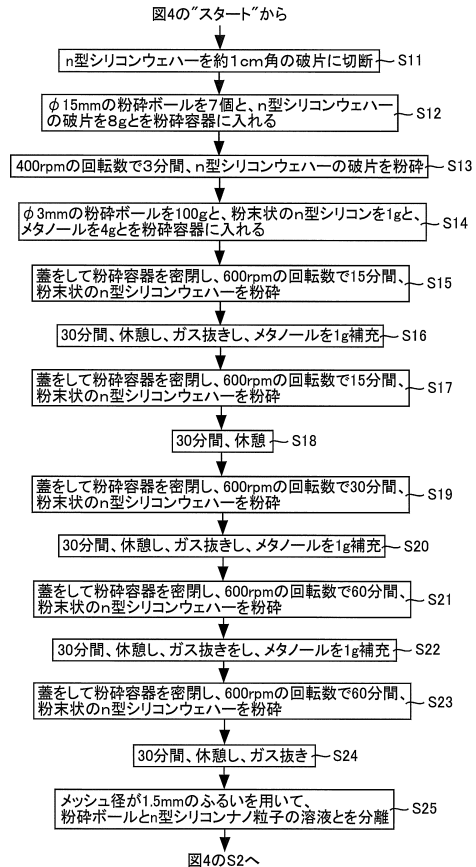 図4の"スタート"から
n型シリコンウェハーを約1cm角の破片に切断
S11
φ15mmの粉砕ボールを7個と、n型シリコンウェハー
の破片を8gとを粉砕容器に入れる
S12
400rpmの回転数で3分間、n型シリコンウェハーの破片を粉砕
S13
φ3mmの粉砕ボールを100gと、粉末状のn型シリコンを1gと、
メタノールを4gとを粉砕容器に入れる
S14
蓋をして粉砕容器を密閉し、600rpmの回転数で15分間、
粉末状のn型シリコンウェハーを粉砕
S15
30分間、休憩し、ガス抜きし、メタノールを1g補充
S16
蓋をして粉砕容器を密閉し、600rpmの回転数で15分間、
粉末状のn型シリコンウェハーを粉砕
S17
30分間、休憩
S18
蓋をして粉砕容器を密閉し、600rpmの回転数で30分間、
粉末状のn型シリコンウェハーを粉砕
S19
30分間、休憩し、ガス抜きし、メタノールを1g補充
S20
蓋をして粉砕容器を密閉し、600rpmの回転数で60分間、
粉末状のn型シリコンウェハーを粉砕
S21
30分間、休憩し、ガス抜きをし、メタノールを1g補充
S22
蓋をして粉砕容器を密閉し、600rpmの回転数で60分間、
粉末状のn型シリコンウェハーを粉砕
S23
30分間、休憩し、ガス抜き
S24
メッシュ径が1.5mmのふるいを用いて、
粉砕ボールとn型シリコンナノ粒子の溶液とを分離
S25
図4のS2へ